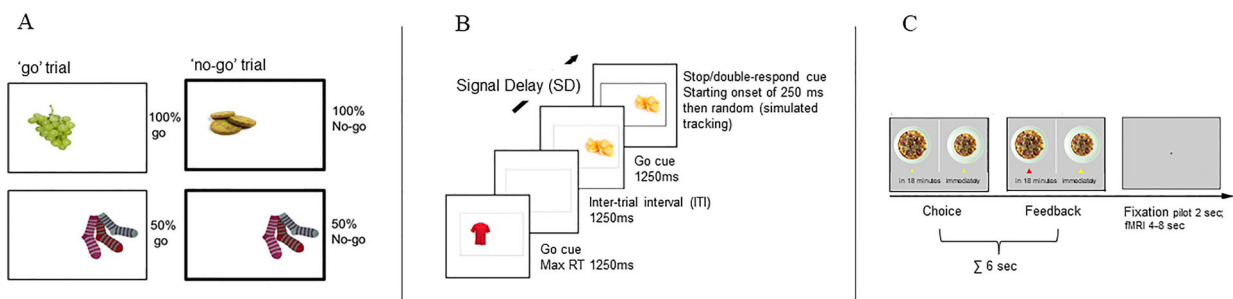 A
'go' trial
'no-go' trial
100%
go
100%
No-go
50%
go
50%
No-go
B
Signal Delay (SD)
Stop/double-respond cue
Starting onset of 250 ms
then random (simulated
tracking)
Go cue
1250ms
Inter-trial interval (ITI)
1250ms
Go cue
Max RT 1250ms
C
in 18 minutes
immediately
in 18 minutes
immediately
Choice
Feedback
Fixation pilot 2 sec;
fMRI 4-8 sec
∑ 6 sec